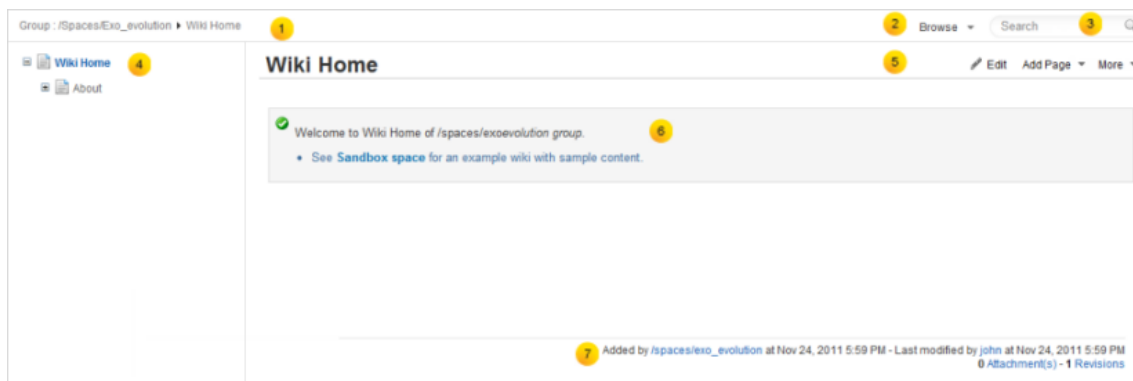 Group : /Spaces/Exo_evolution ▸ Wiki Home 1 2 Browse Search 3
Wiki Home 4 Wiki Home 5 Edit Add Page More
About
Welcome to Wiki Home of /spaces/exoevolution group. 6
• See Sandbox space for an example wiki with sample content.
7 Added by /spaces/exo_evolution at Nov 24, 2011 5:59 PM - Last modified by john at Nov 24, 2011 5:59 PM
0 Attachment(s) - 1 Revisions